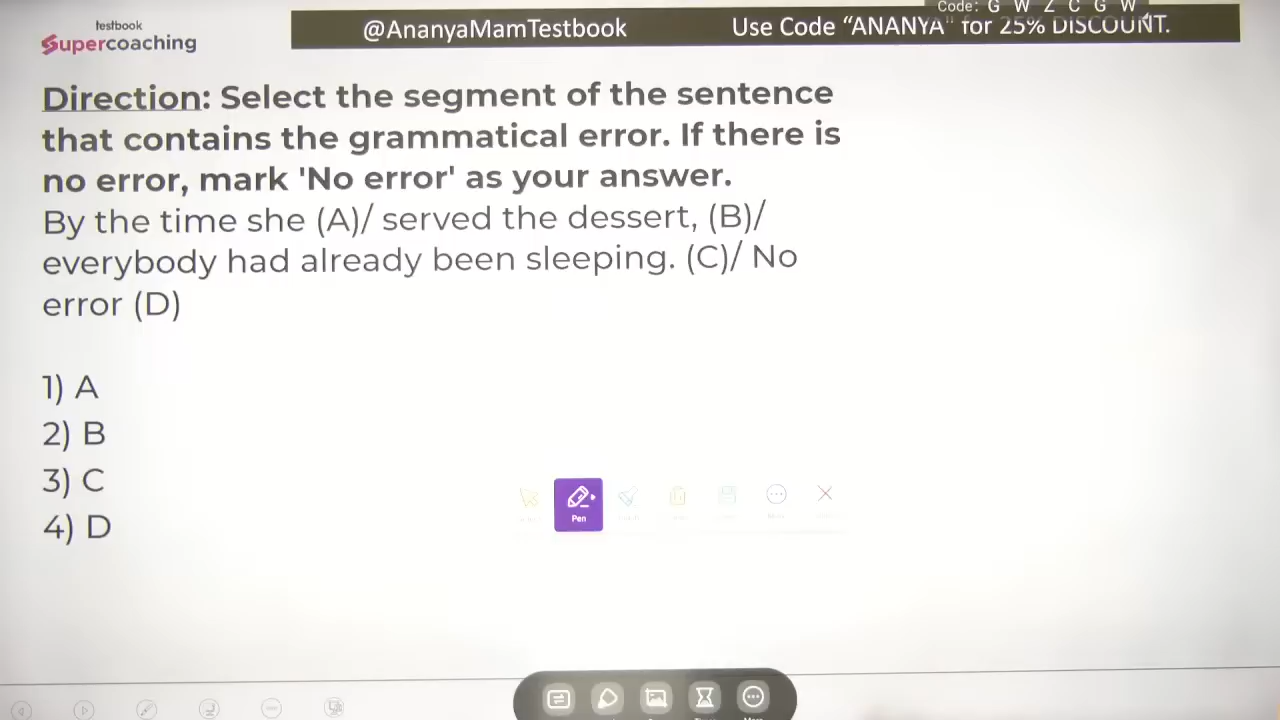 testbook
Supercoaching
Code: G W Z C G W
@AnanyaMamTestbook
Use Code “ANANYA" for 25% DISCOUNT.
Direction: Select the segment of the sentence
that contains the grammatical error. If there is
no error, mark 'No error' as your answer.
By the time she (A)/ served the dessert, (B)/
everybody had already been sleeping. (C)/ No
error (D)
1) A
2) B
3) C
4) D
Pen